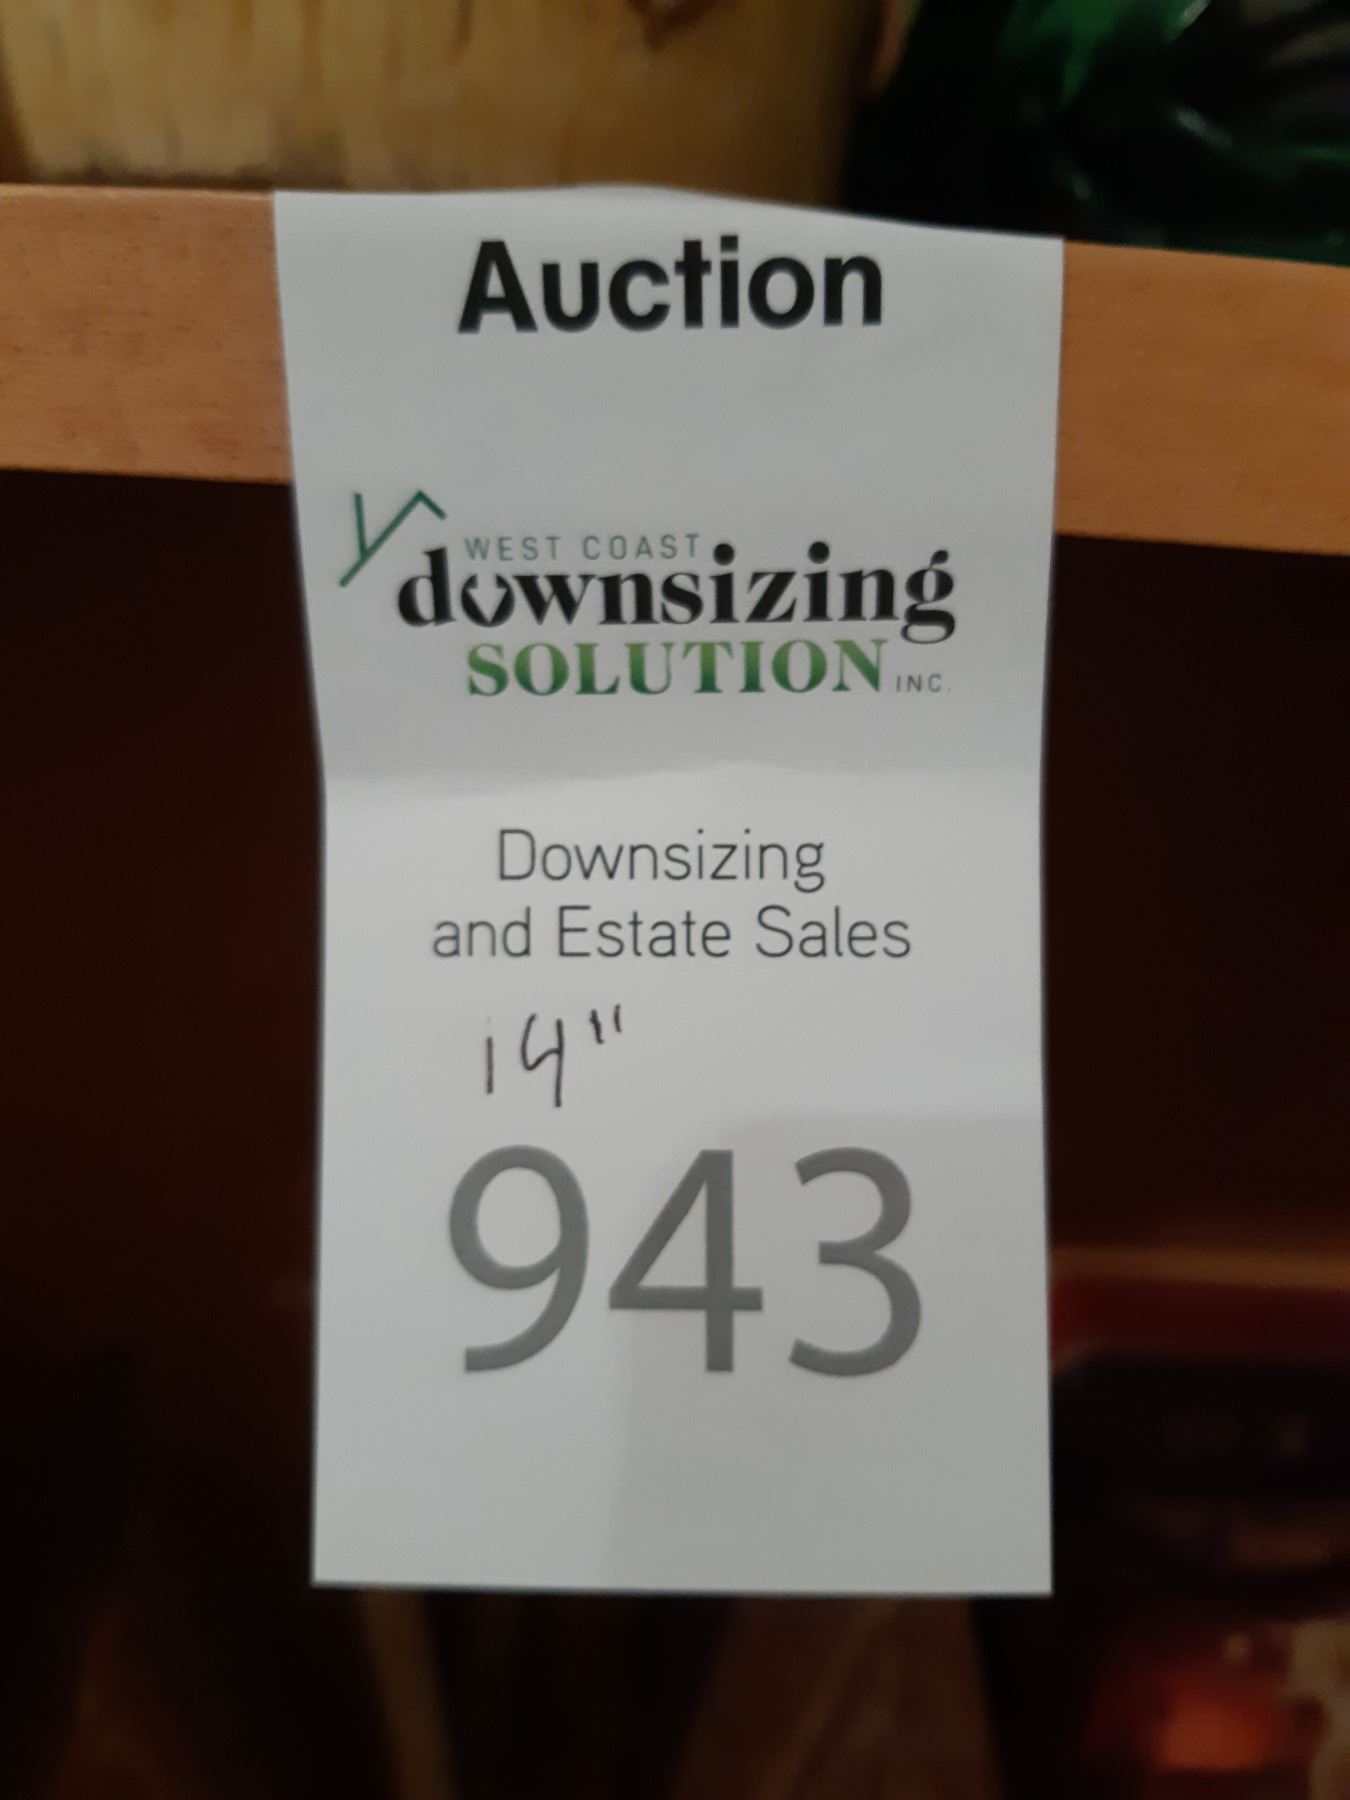 Auction
WEST COAST
downsizing
SOLUTION INC.
Downsizing
and Estate Sales
14"
943